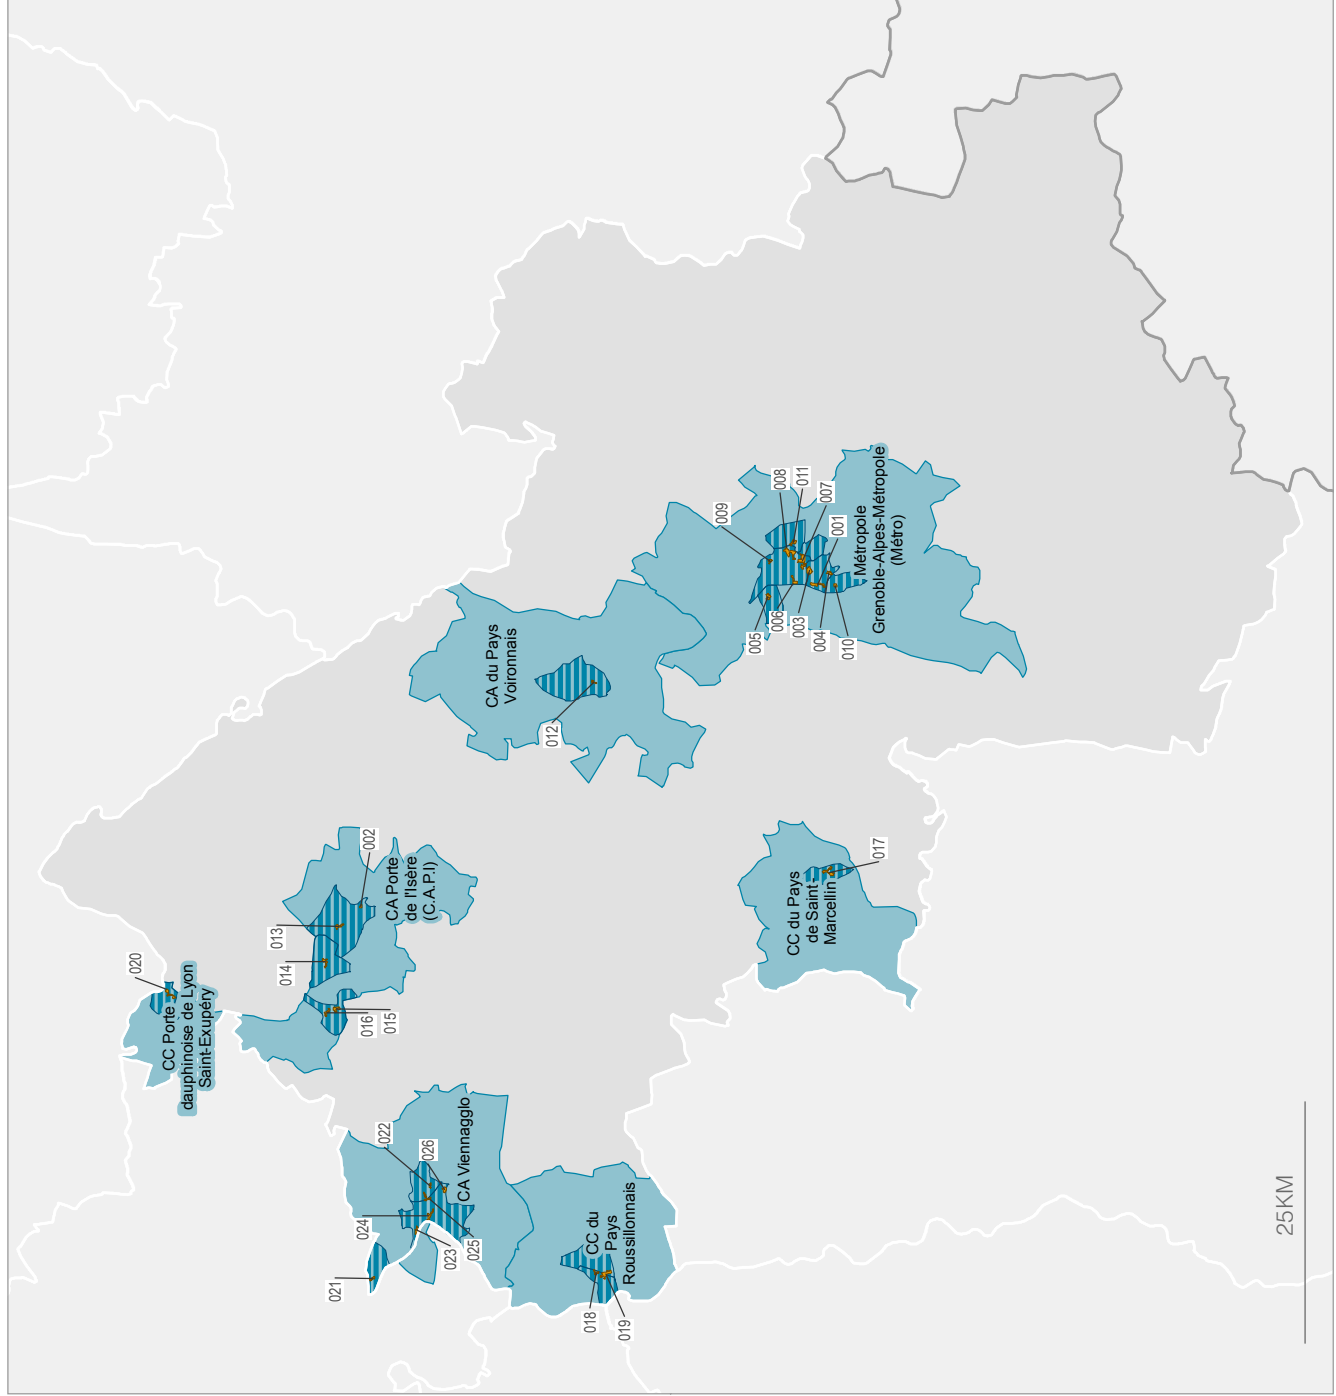 020
CC Porte
dauphinoise de Lyon
Saint-Exupéry
013
014
002
016
015
CA Porte
de l'Isère
(C.A.P.I)
021
024
022
026
023
025
CA Viennagglo
018
019
CC du
Pays
Roussillonnais
CA du Pays
Voironnais
012
CC du Pays
de Saint-
Marcellin
017
009
008
011
007
001
005
006
003
004
010
Métropole
Grenoble-Alpes-Métropole
(Métro)
25KM